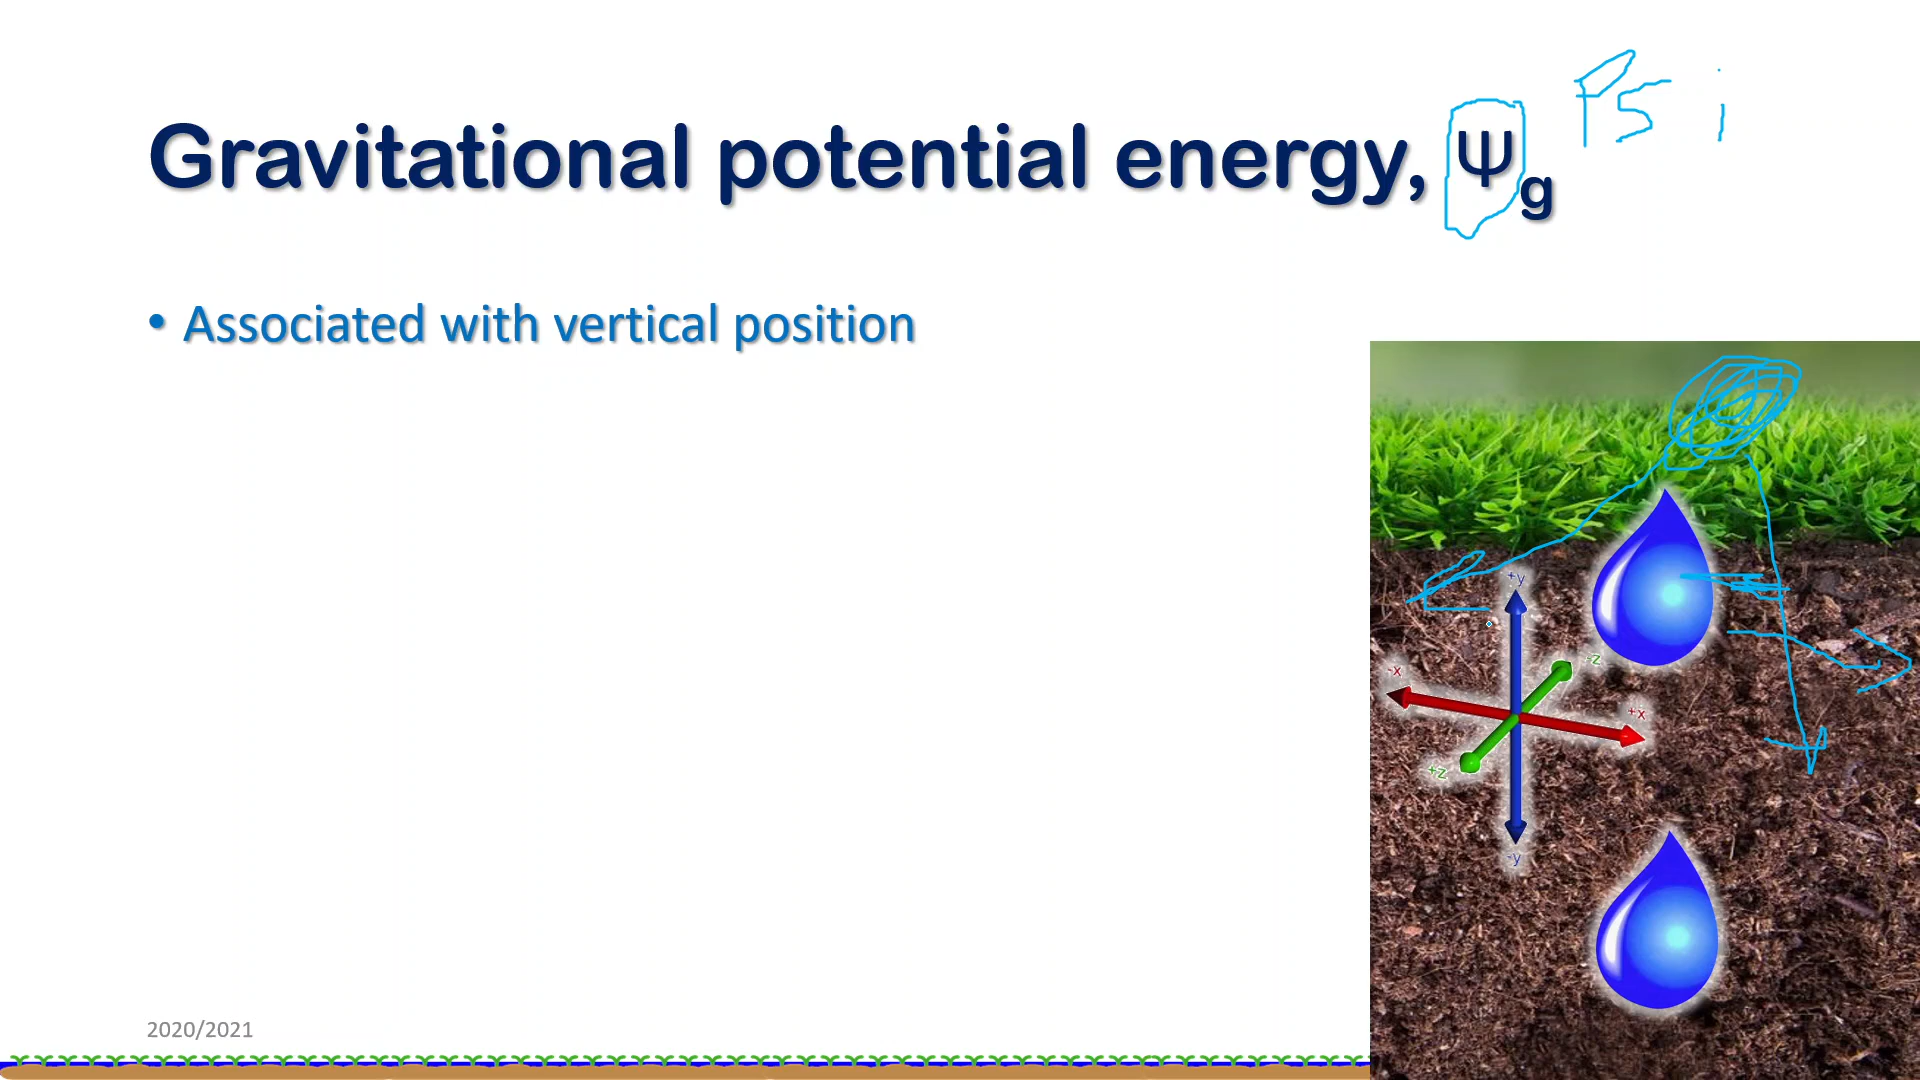 Psi
Gravitational potential energy, Ψg
• Associated with vertical position
+y
-z
-x
+x
+z
-y
2020/2021